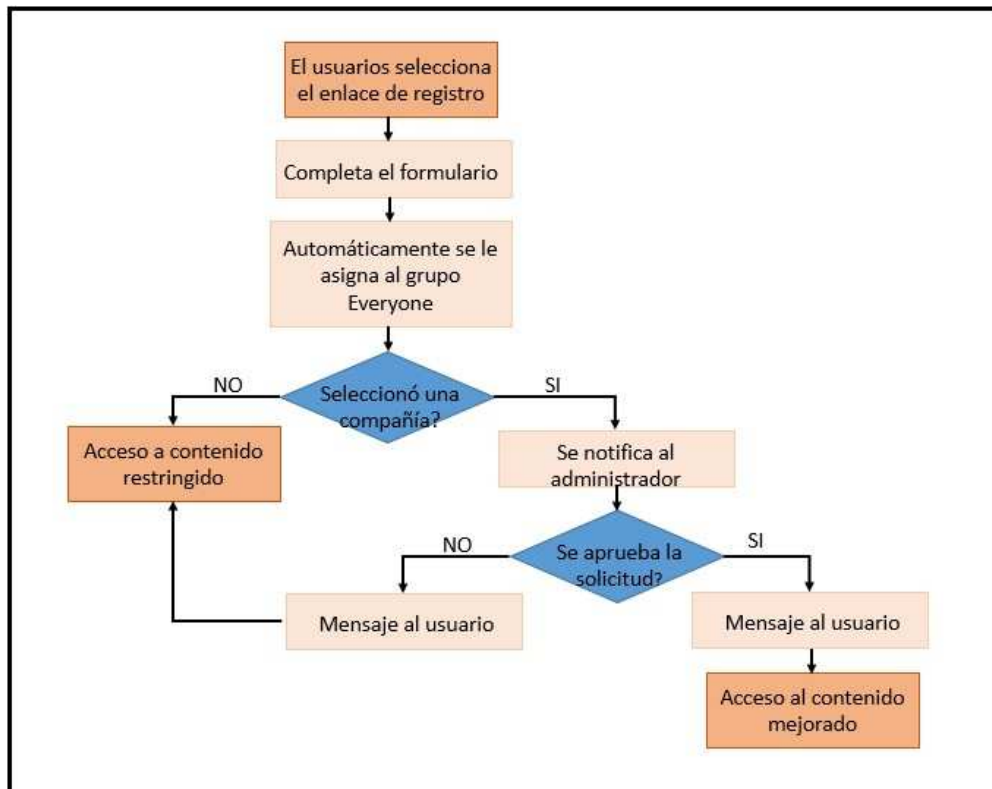 El usuarios selecciona
el enlace de registro
Completa el formulario
Automáticamente se le
asigna al grupo
Everyone
NO
SI
Seleccionó una
compañía?
Acceso a contenido
restringido
Se notifica al
administrador
NO
SI
Se aprueba la
solicitud?
Mensaje al usuario
Mensaje al usuario
Acceso al contenido
mejorado